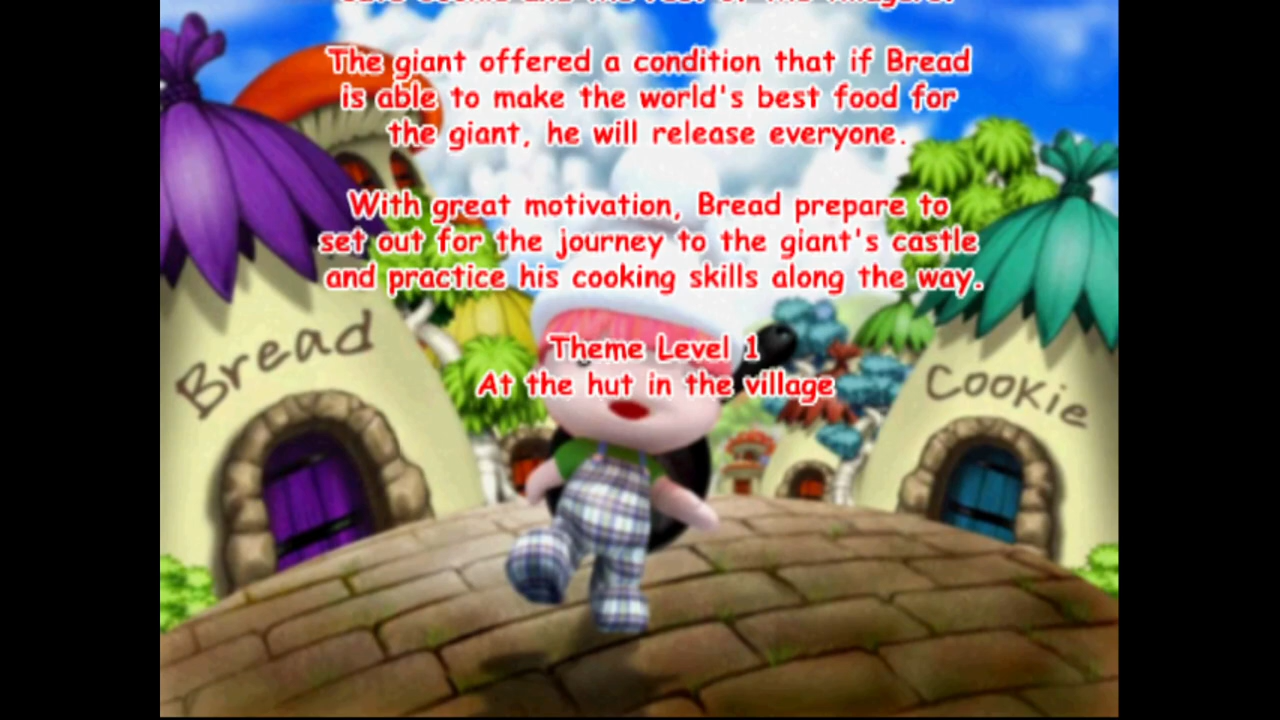 The giant offered a condition that if Bread
is able to make the world's best food for
the giant, he will release everyone.
With great motivation, Bread prepare to
set out for the journey to the giant's castle
and practice his cooking skills along the way.
Theme Level 1
At the hut in the village
Bread
Cookie